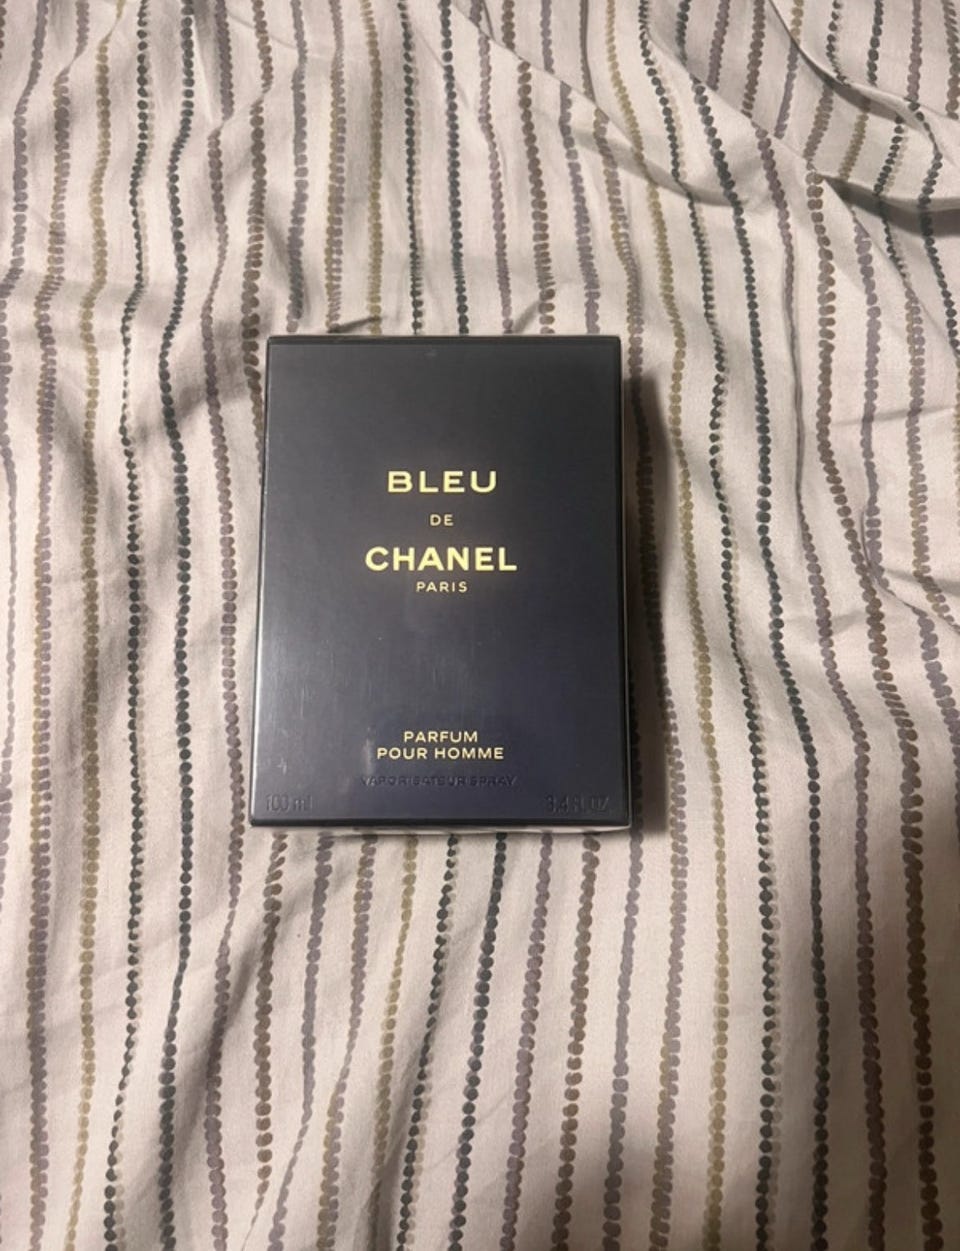 BLEU
DE
CHANEL
PARIS
PARFUM
POUR HOMME
VAPORISATEUR SPRAY
100 ml 3.4 FL. OZ.